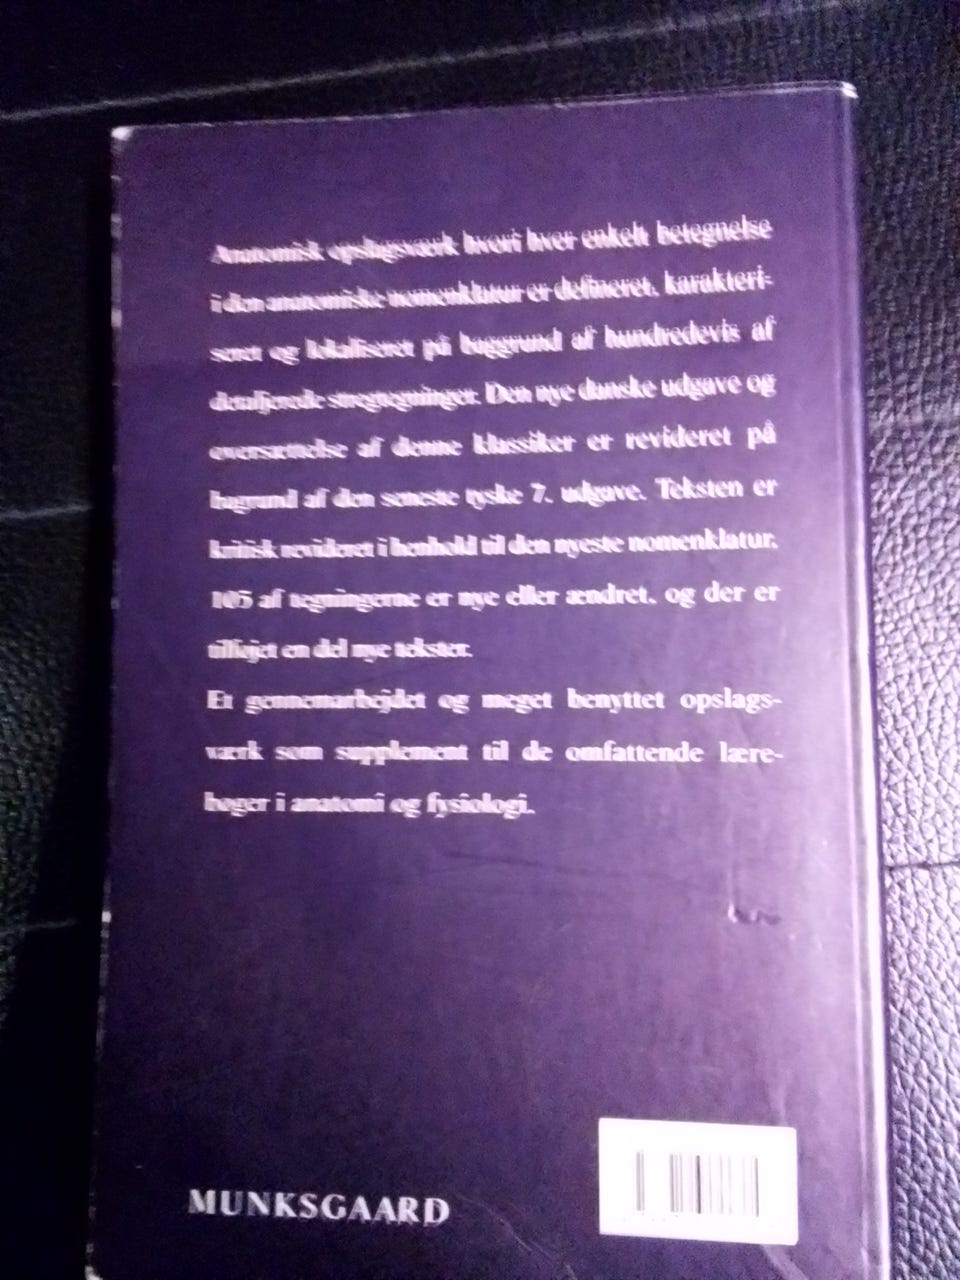 Anatomisk opslagsværk hvori hver enkelt betegnelse
i den anatomiske nomenklatur er defineret, karakteri-
seret og lokaliseret på baggrund af hundredevis af
detaljerede stregtegninger. Den nye danske udgave og
oversættelse af denne klassiker er revideret på
bagrund af den seneste tyske 7. udgave. Teksten er
kritisk revideret i henhold til den nyeste nomenklatur.
105 af tegningerne er nye eller ændret, og der er
tilføjet en del nye tekster.
Et gennemarbejdet og meget benyttet opslags-
værk som supplement til de omfattende lære-
bøger i anatomi og fysiologi.
MUNKSGAARD